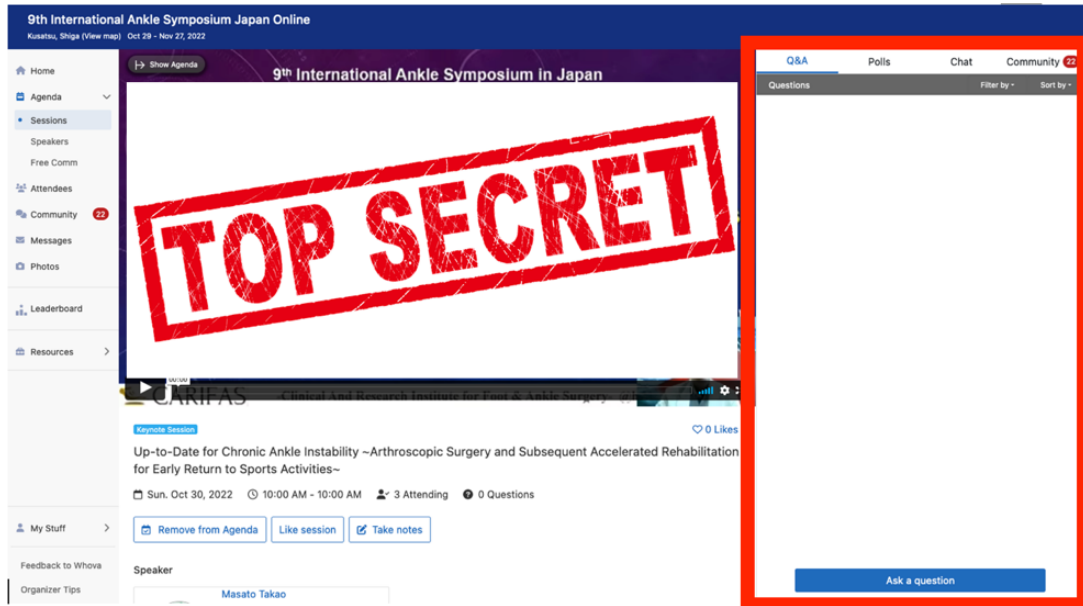 9th International Ankle Symposium Japan Online
Kusatsu, Shiga (View map) Oct 29 - Nov 27, 2022
Home
Agenda
Sessions
Speakers
Free Comm
Attendees
Community 22
Messages
Photos
Leaderboard
Resources
My Stuff
Feedback to Whova
Organizer Tips
Show Agenda
9th International Ankle Symposium in Japan
TOP SECRET
00:00
CARIFAS Clinical And Research Institute for Foot & Ankle Surgery
Keynote Session
0 Likes
Up-to-Date for Chronic Ankle Instability ~Arthroscopic Surgery and Subsequent Accelerated Rehabilitation
for Early Return to Sports Activities~
Sun. Oct 30, 2022 10:00 AM - 10:00 AM 3 Attending 0 Questions
Remove from Agenda Like session Take notes
Speaker
Masato Takao
Q&A Polls Chat Community 22
Questions Filter by Sort by
Ask a question